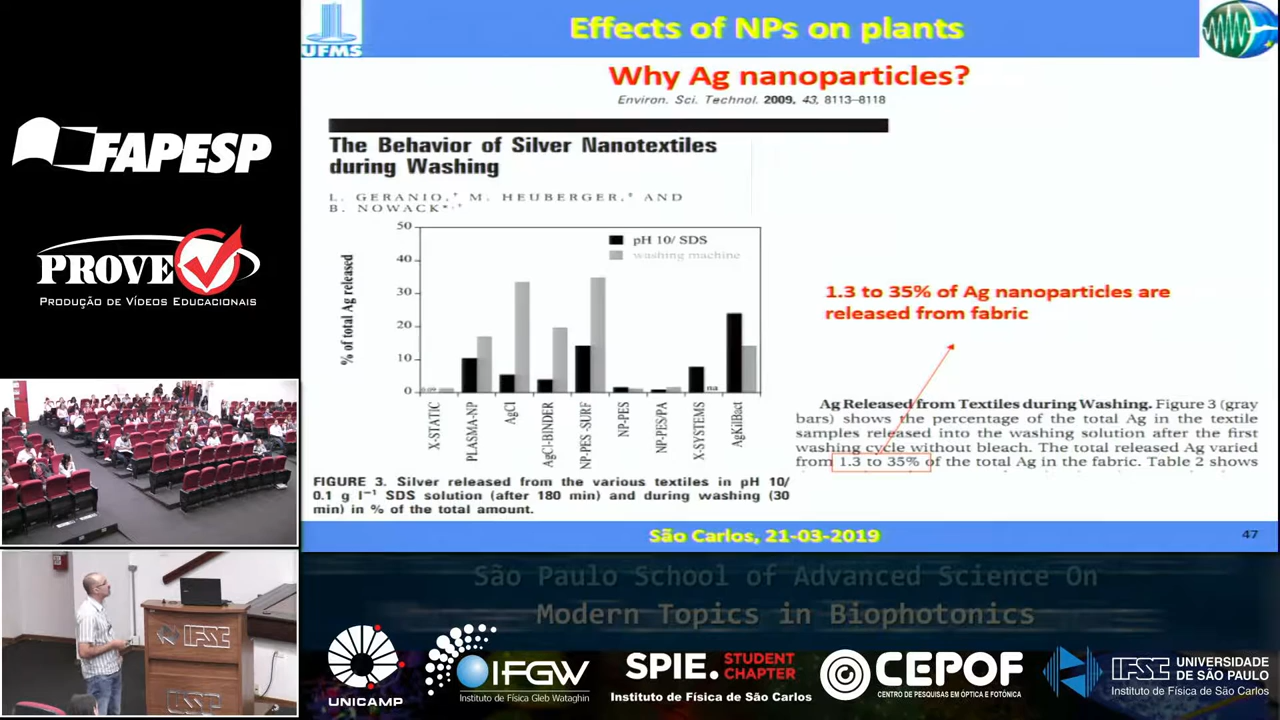 UFMS
Effects of NPs on plants
Why Ag nanoparticles?
Environ. Sci. Technol. 2009, 43, 8113–8118
The Behavior of Silver Nanotextiles
during Washing
L. GERANIO,† M. HEUBERGER,‡ AND
B. NOWACK*,†
% of total Ag released
50
40
30
20
10
0
pH 10/ SDS
washing machine
0.09
na
X-STATIC
PLASMA-NP
AgCl
AgCl-BINDER
NP-PES-SURF
NP-PES
NP-PES/PA
X-SYSTEMS
AgKilBact
FIGURE 3. Silver released from the various textiles in pH 10/
0.1 g l−1 SDS solution (after 180 min) and during washing (30
min) in % of the total amount.
1.3 to 35% of Ag nanoparticles are
released from fabric
Ag Released from Textiles during Washing. Figure 3 (gray
bars) shows the percentage of the total Ag in the textile
samples released into the washing solution after the first
washing cycle without bleach. The total released Ag varied
from 1.3 to 35% of the total Ag in the fabric. Table 2 shows
São Carlos, 21-03-2019
47
FAPESP
PROVE
PRODUÇÃO DE VÍDEOS EDUCACIONAIS
IFSC
São Paulo School of Advanced Science On
Modern Topics in Biophotonics
UNICAMP
IFGW
Instituto de Física Gleb Wataghin
SPIE. STUDENT
CHAPTER
Instituto de Física de São Carlos
CEPOF
CENTRO DE PESQUISAS EM ÓPTICA E FOTÔNICA
IFSC UNIVERSIDADE
DE SÃO PAULO
Instituto de Física de São Carlos